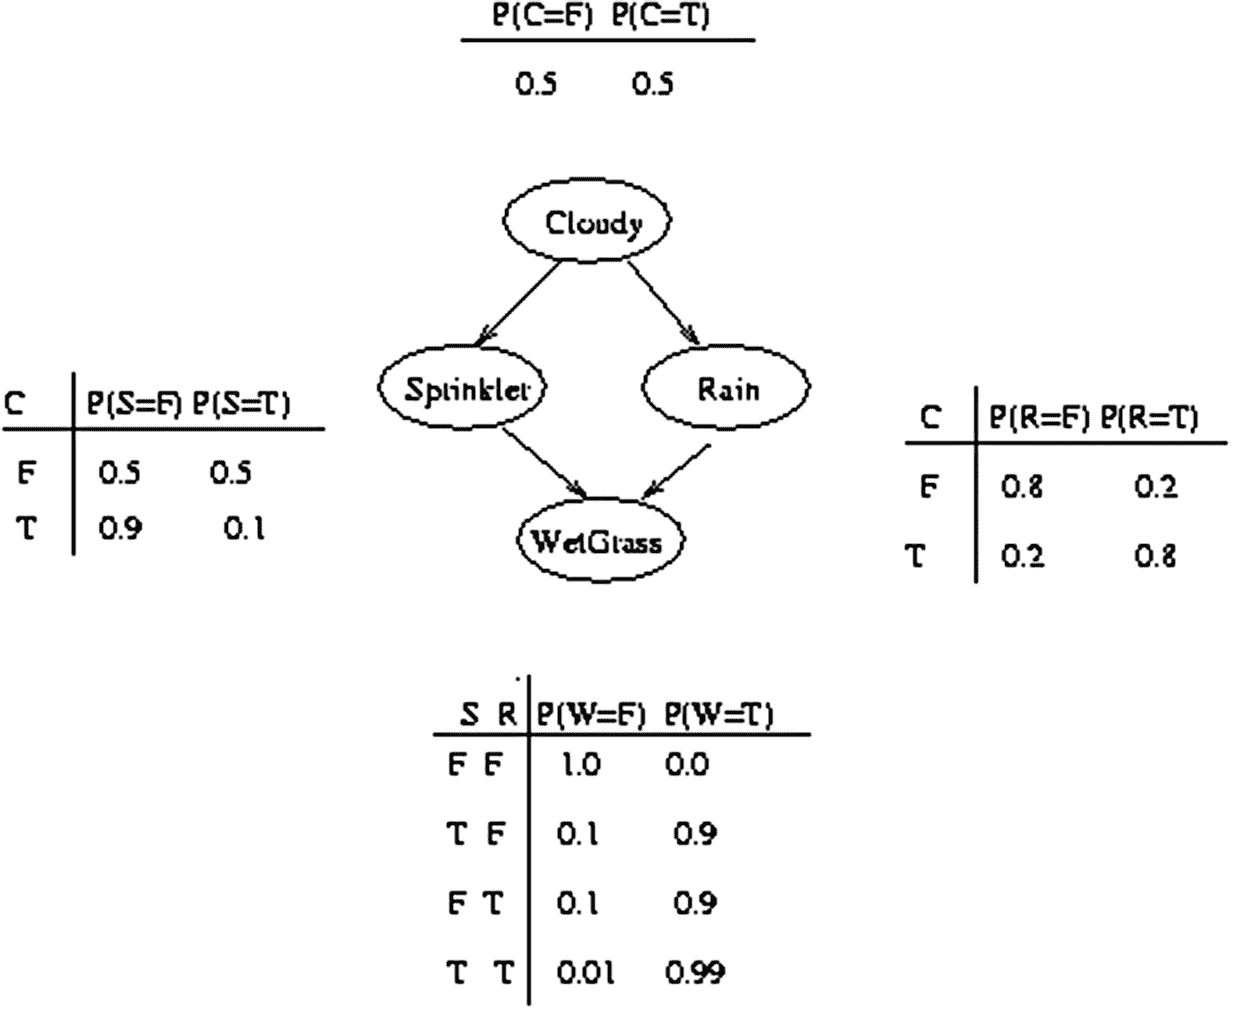 P(C=F) P(C=T)
0.5 0.5
Cloudy
Sprinkler
Rain
C P(S=F) P(S=T)
F 0.5 0.5
T 0.9 0.1
C P(R=F) P(R=T)
F 0.8 0.2
T 0.2 0.8
WetGrass
S R P(W=F) P(W=T)
F F 1.0 0.0
T F 0.1 0.9
F T 0.1 0.9
T T 0.01 0.99